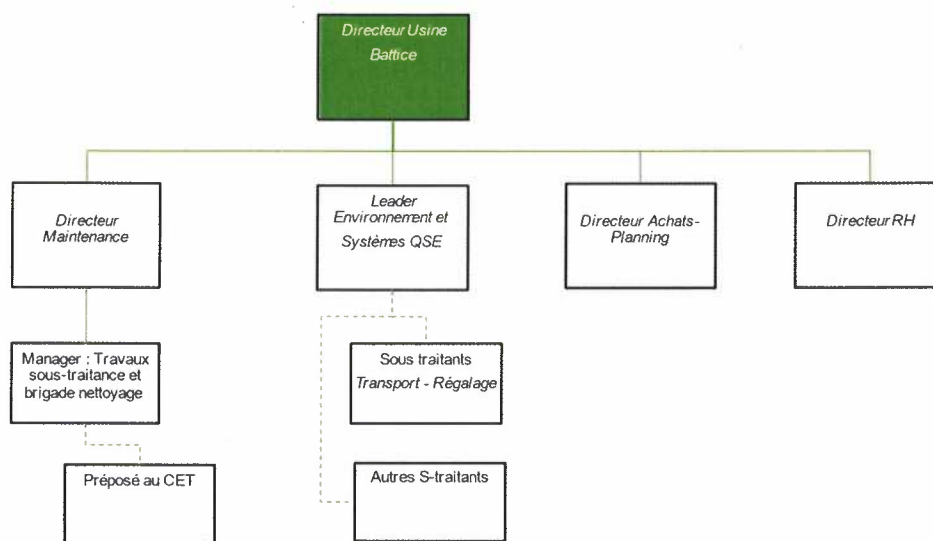 Directeur Usine
Battice
Directeur
Maintenance
Leader
Environnement et
Systèmes QSE
Directeur Achats-
Planning
Directeur RH
Manager : Travaux
sous-traitance et
brigade nettoyage
Sous traitants
Transport - Régalage
Préposé au CET
Autres S-traitants